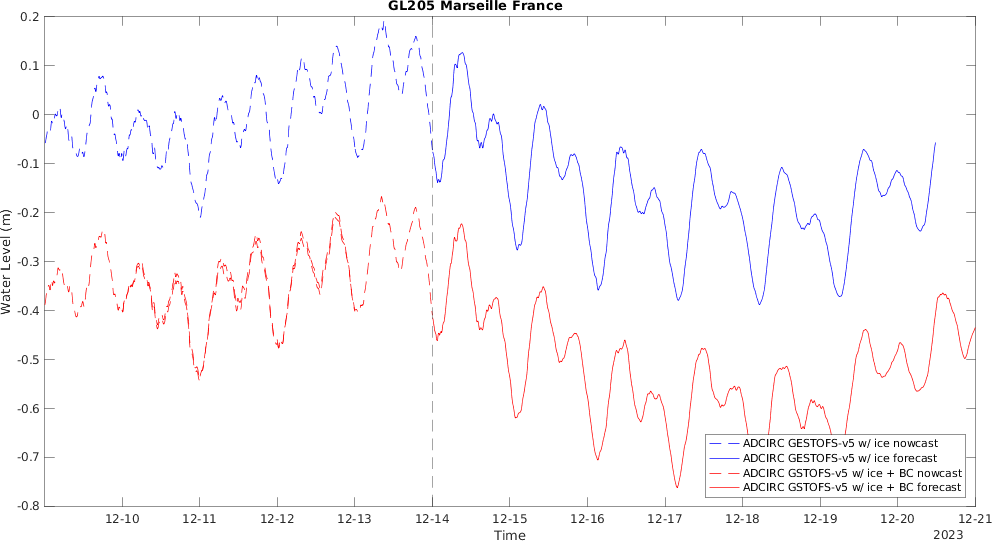 GL205 Marseille France
Water Level (m)
0.2
0.1
0
-0.1
-0.2
-0.3
-0.4
-0.5
-0.6
-0.7
-0.8
ADCIRC GESTOFS-v5 w/ ice nowcast
ADCIRC GESTOFS-v5 w/ ice forecast
ADCIRC GSTOFS-v5 w/ ice + BC nowcast
ADCIRC GSTOFS-v5 w/ ice + BC forecast
12-10 12-11 12-12 12-13 12-14 12-15 12-16 12-17 12-18 12-19 12-20 12-21
Time
2023